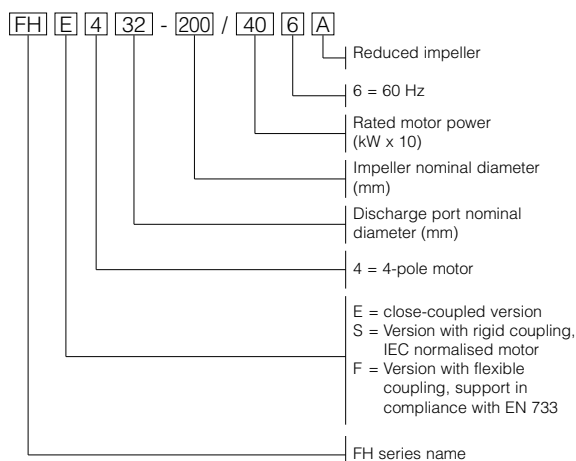 FH E 4 32 - 200 / 40 6 A
Reduced impeller
6 = 60 Hz
Rated motor power
(kW x 10)
Impeller nominal diameter
(mm)
Discharge port nominal
diameter (mm)
4 = 4-pole motor
E = close-coupled version
S = Version with rigid coupling,
IEC normalised motor
F = Version with flexible
coupling, support in
compliance with EN 733
FH series name